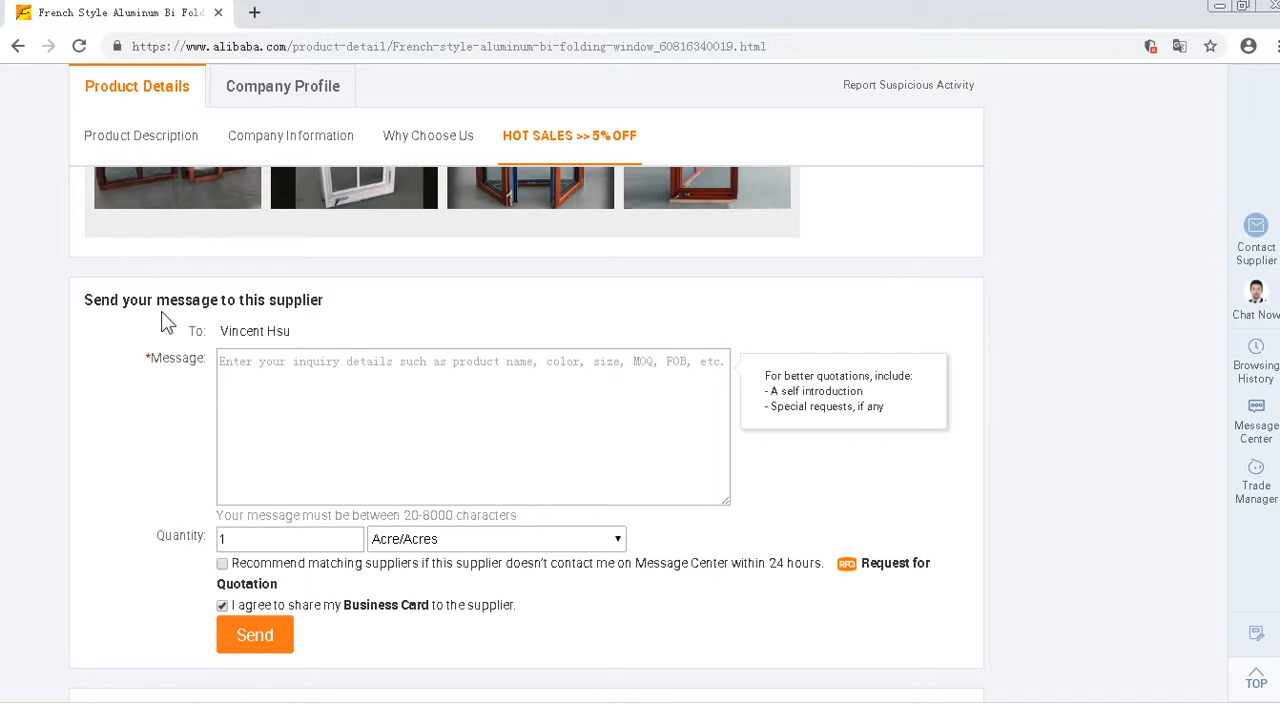 French Style Aluminum Bi Fold
https://www.alibaba.com/product-detail/French-style-aluminum-bi-folding-window_60816340019.html
Product Details
Company Profile
Report Suspicious Activity
Product Description
Company Information
Why Choose Us
HOT SALES >> 5% OFF
Send your message to this supplier
To: Vincent Hsu
*Message:
Enter your inquiry details such as product name, color, size, MOQ, FOB, etc.
For better quotations, include:
- A self introduction
- Special requests, if any
Your message must be between 20-8000 characters
Quantity: 1 Acre/Acres
Recommend matching suppliers if this supplier doesn't contact me on Message Center within 24 hours. RFQ Request for
Quotation
I agree to share my Business Card to the supplier.
Send
Contact
Supplier
Chat Now
Browsing
History
Message
Center
Trade
Manager
TOP